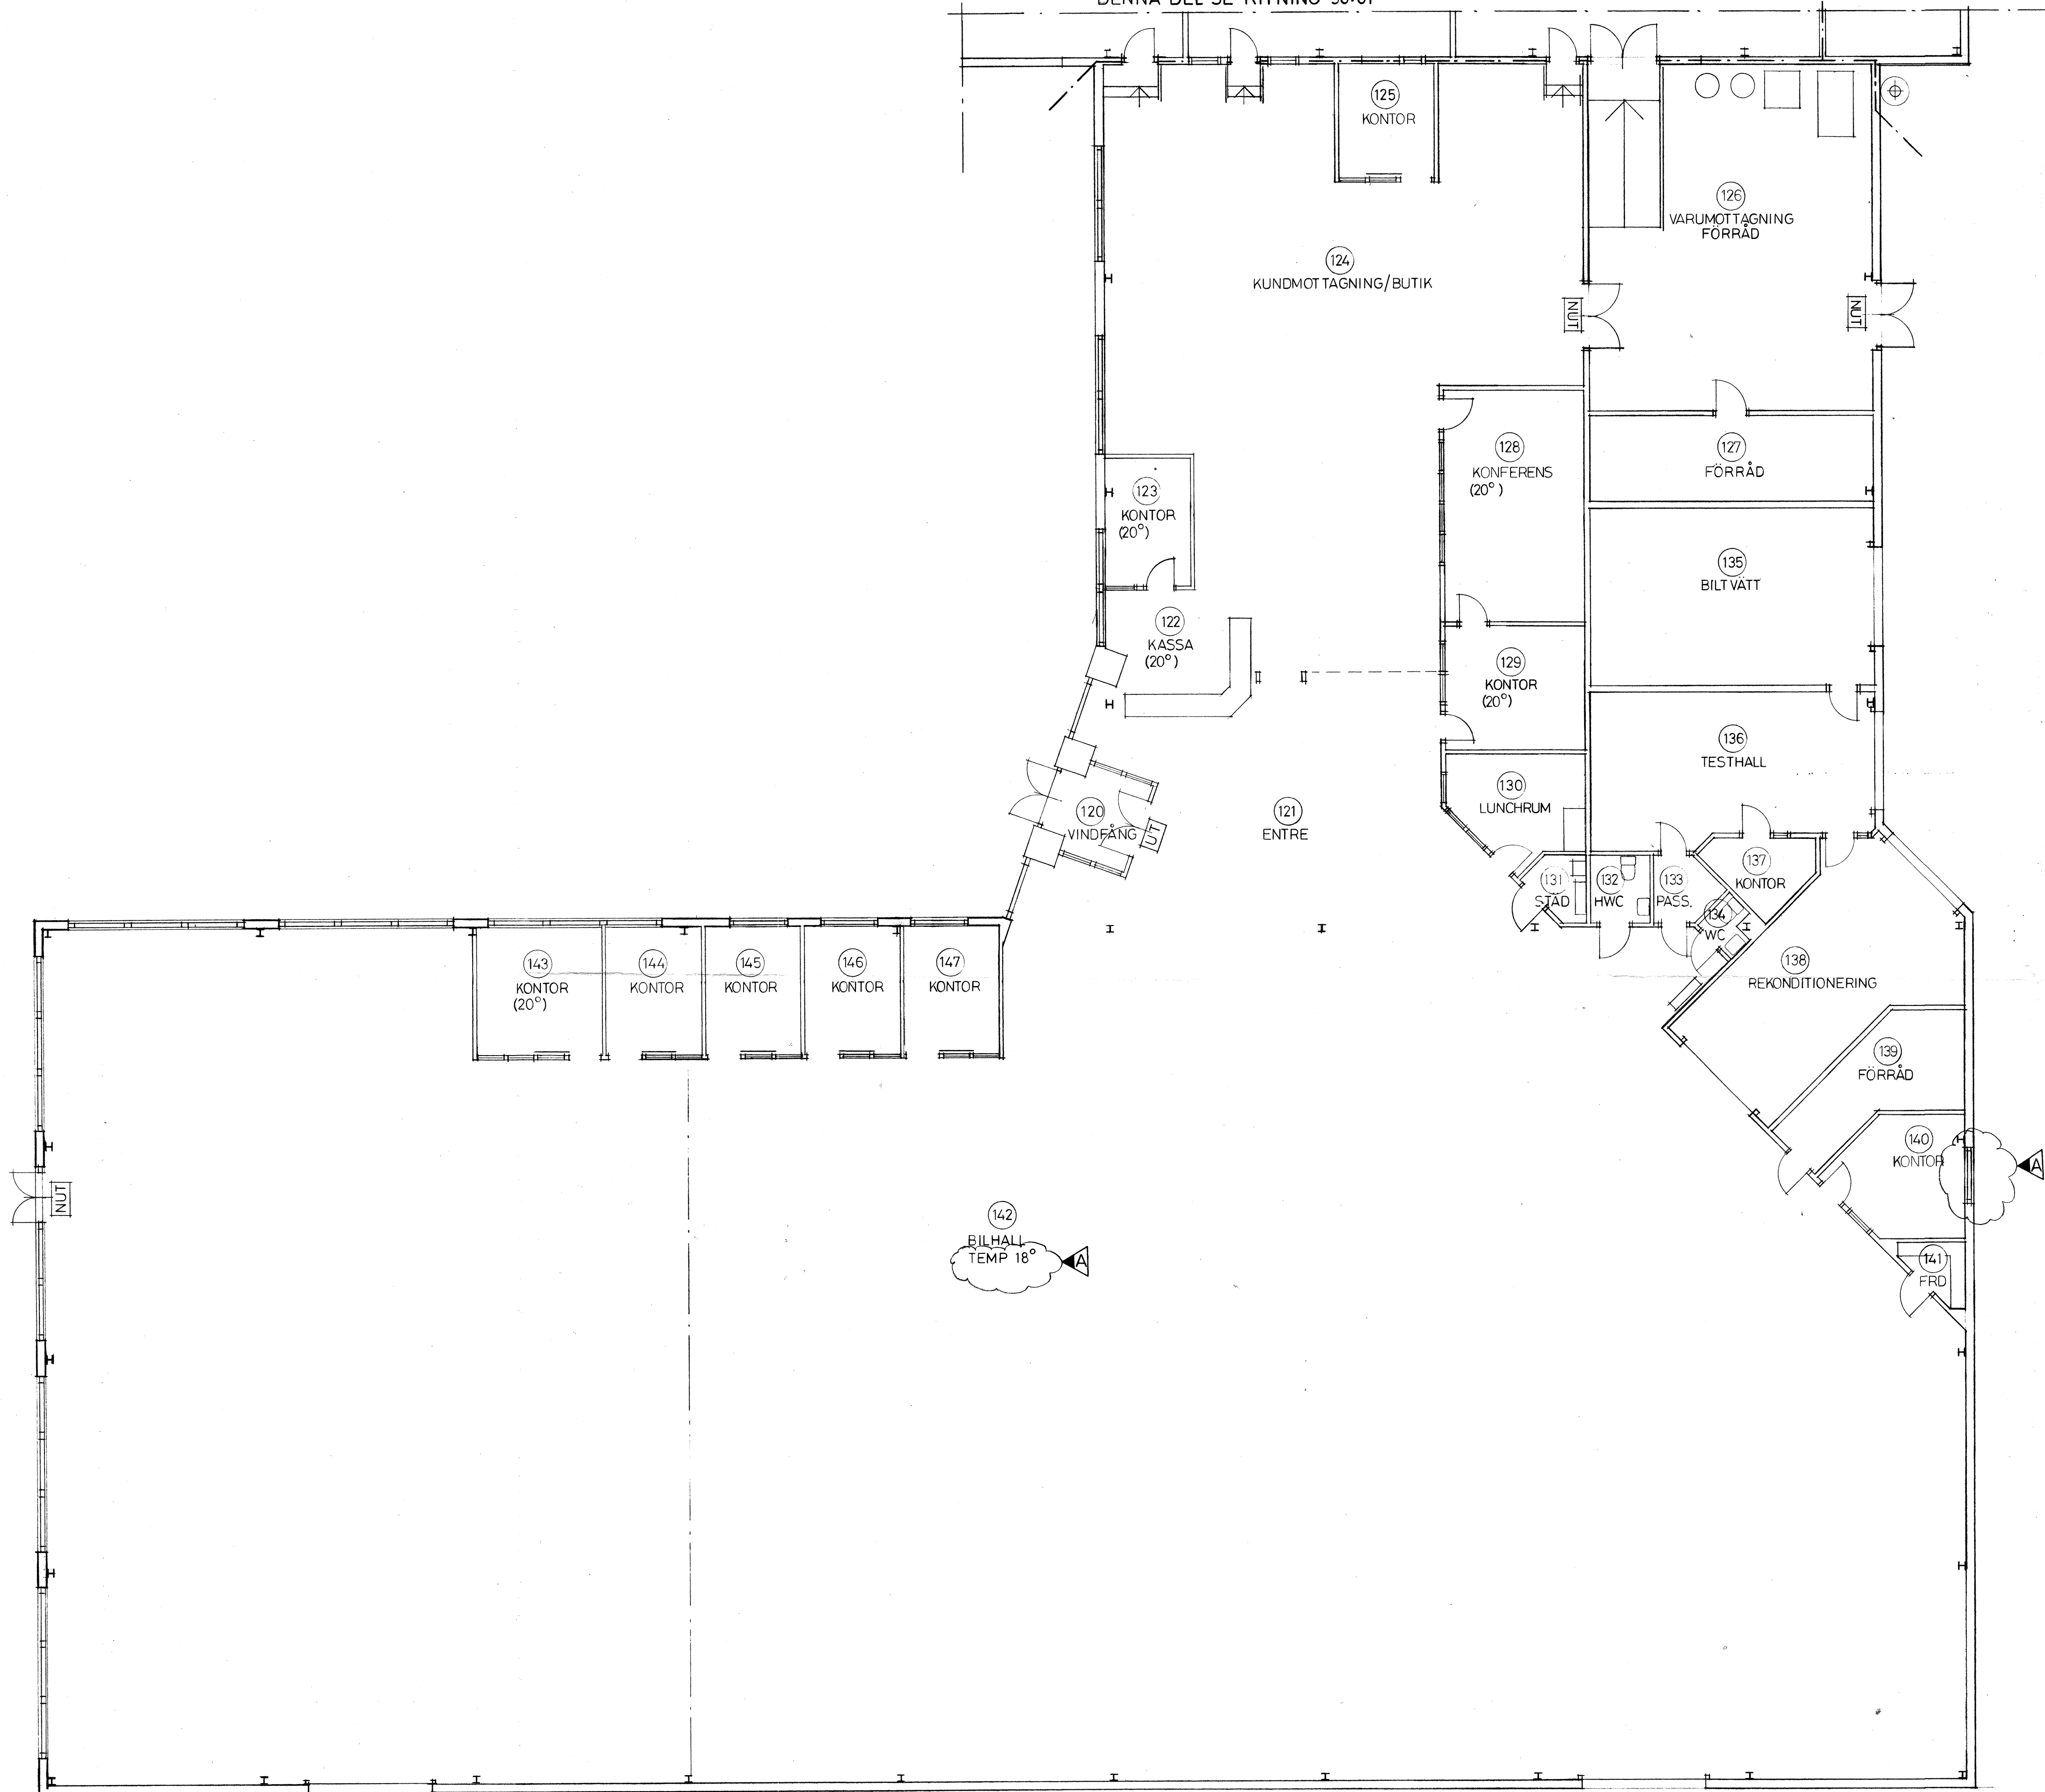 DENNA DEL SE RITNING
125
KONTOR
126
VARUMOTTAGNING
FÖRRÅD
124
KUNDMOTTAGNING/BUTIK
NUT
NUT
128
KONFERENS
(20°)
127
FÖRRÅD
123
KONTOR
(20°)
135
BILTVÄTT
122
KASSA
(20°)
129
KONTOR
(20°)
136
TESTHALL
130
LUNCHRUM
120
VINDFÅNG
UT
121
ENTRE
131
STÄD
132
HWC
133
PASS.
137
KONTOR
134
WC
138
REKONDITIONERING
143
KONTOR
(20°)
144
KONTOR
145
KONTOR
146
KONTOR
147
KONTOR
139
FÖRRÅD
140
KONTOR
A
NUT
142
BILHALL
TEMP 18°
A
141
FRD